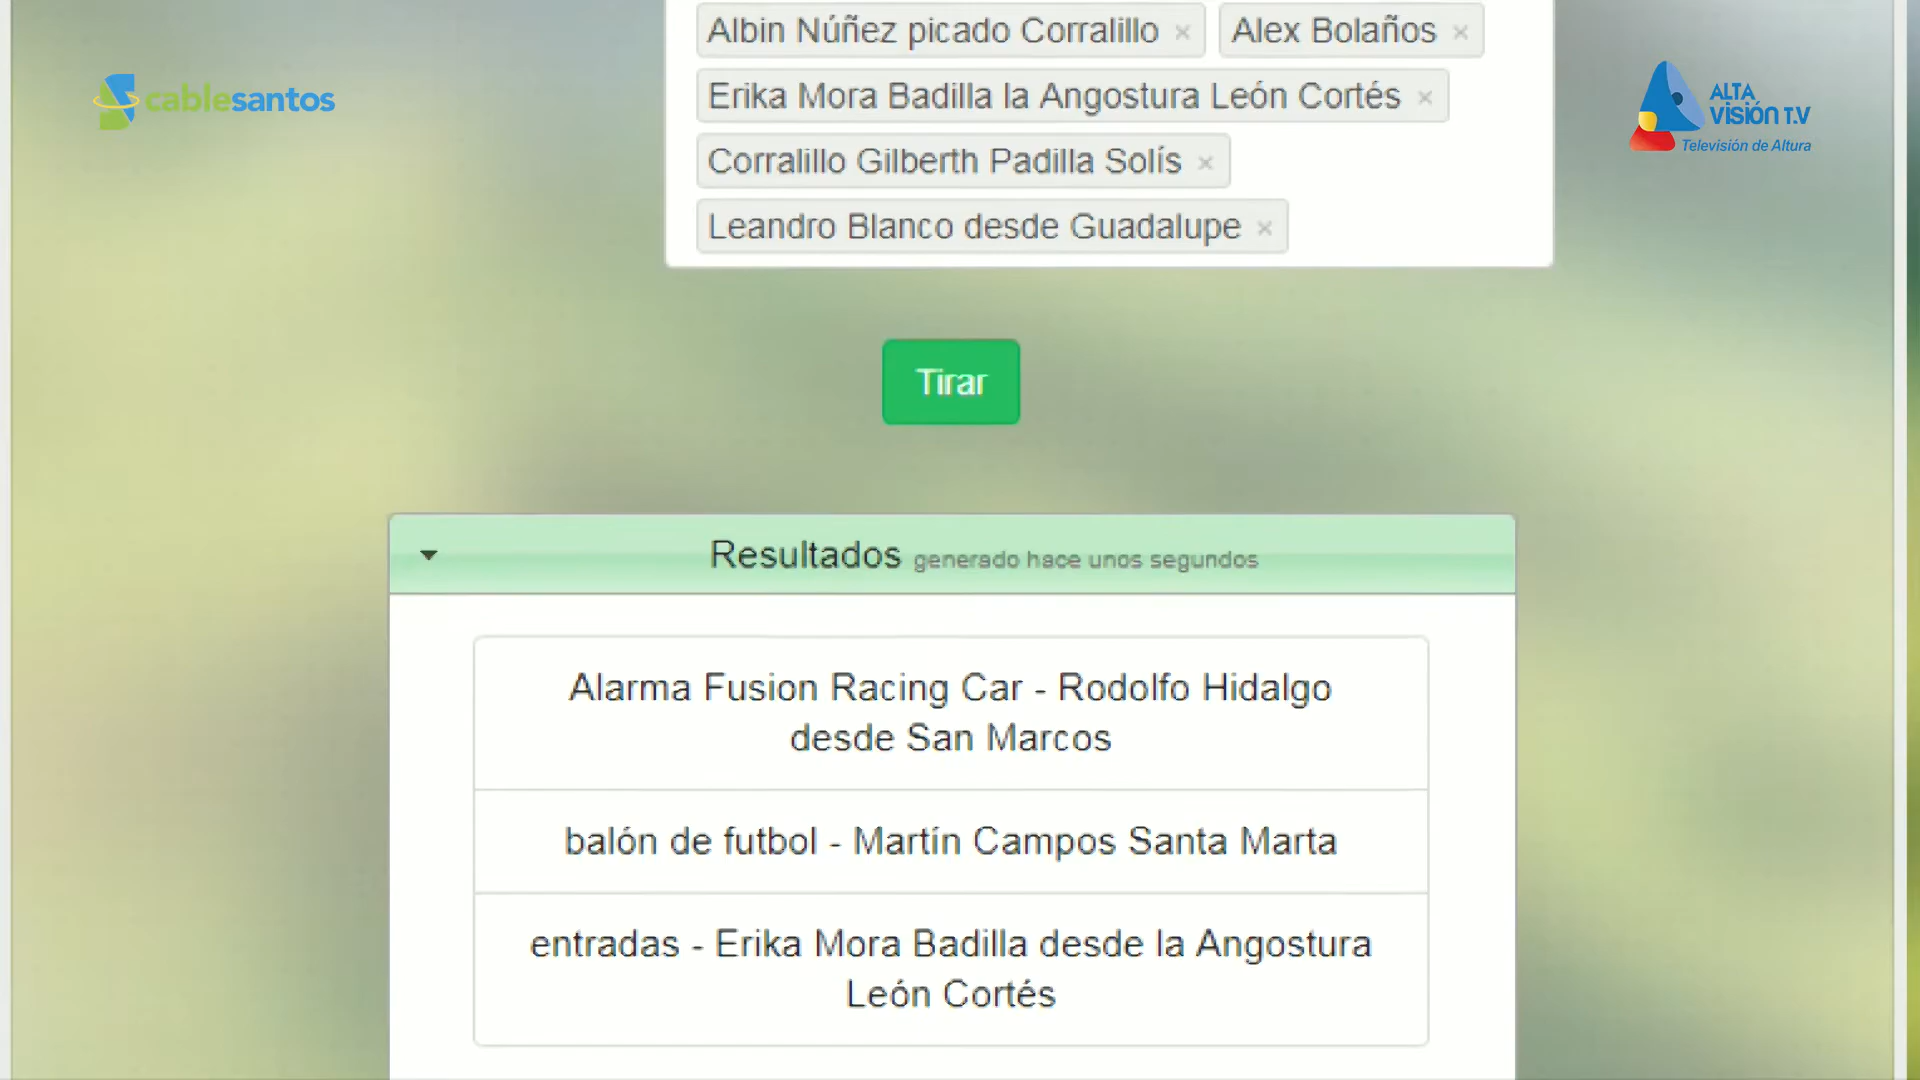 Albin Núñez picado Corralillo × Alex Bolaños ×
cablesantos
ALTA
VISIÓN T.V
Televisión de Altura
Erika Mora Badilla la Angostura León Cortés ×
Corralillo Gilberth Padilla Solís ×
Leandro Blanco desde Guadalupe ×
Tirar
Resultados generado hace unos segundos
Alarma Fusion Racing Car - Rodolfo Hidalgo
desde San Marcos
balón de futbol - Martín Campos Santa Marta
entradas - Erika Mora Badilla desde la Angostura
León Cortés